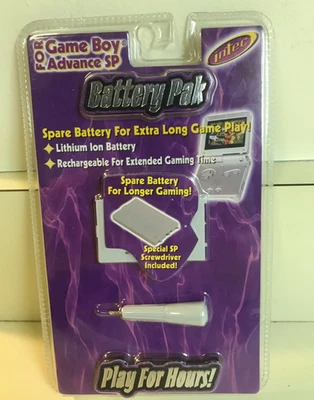 FOR Game Boy®
Advance SP
intec
Battery Pak
Spare Battery For Extra Long Game Play!
Lithium Ion Battery
Rechargeable For Extended Gaming Time
Spare Battery
For Longer Gaming!
Special SP
Screwdriver
Included!
Play For Hours!